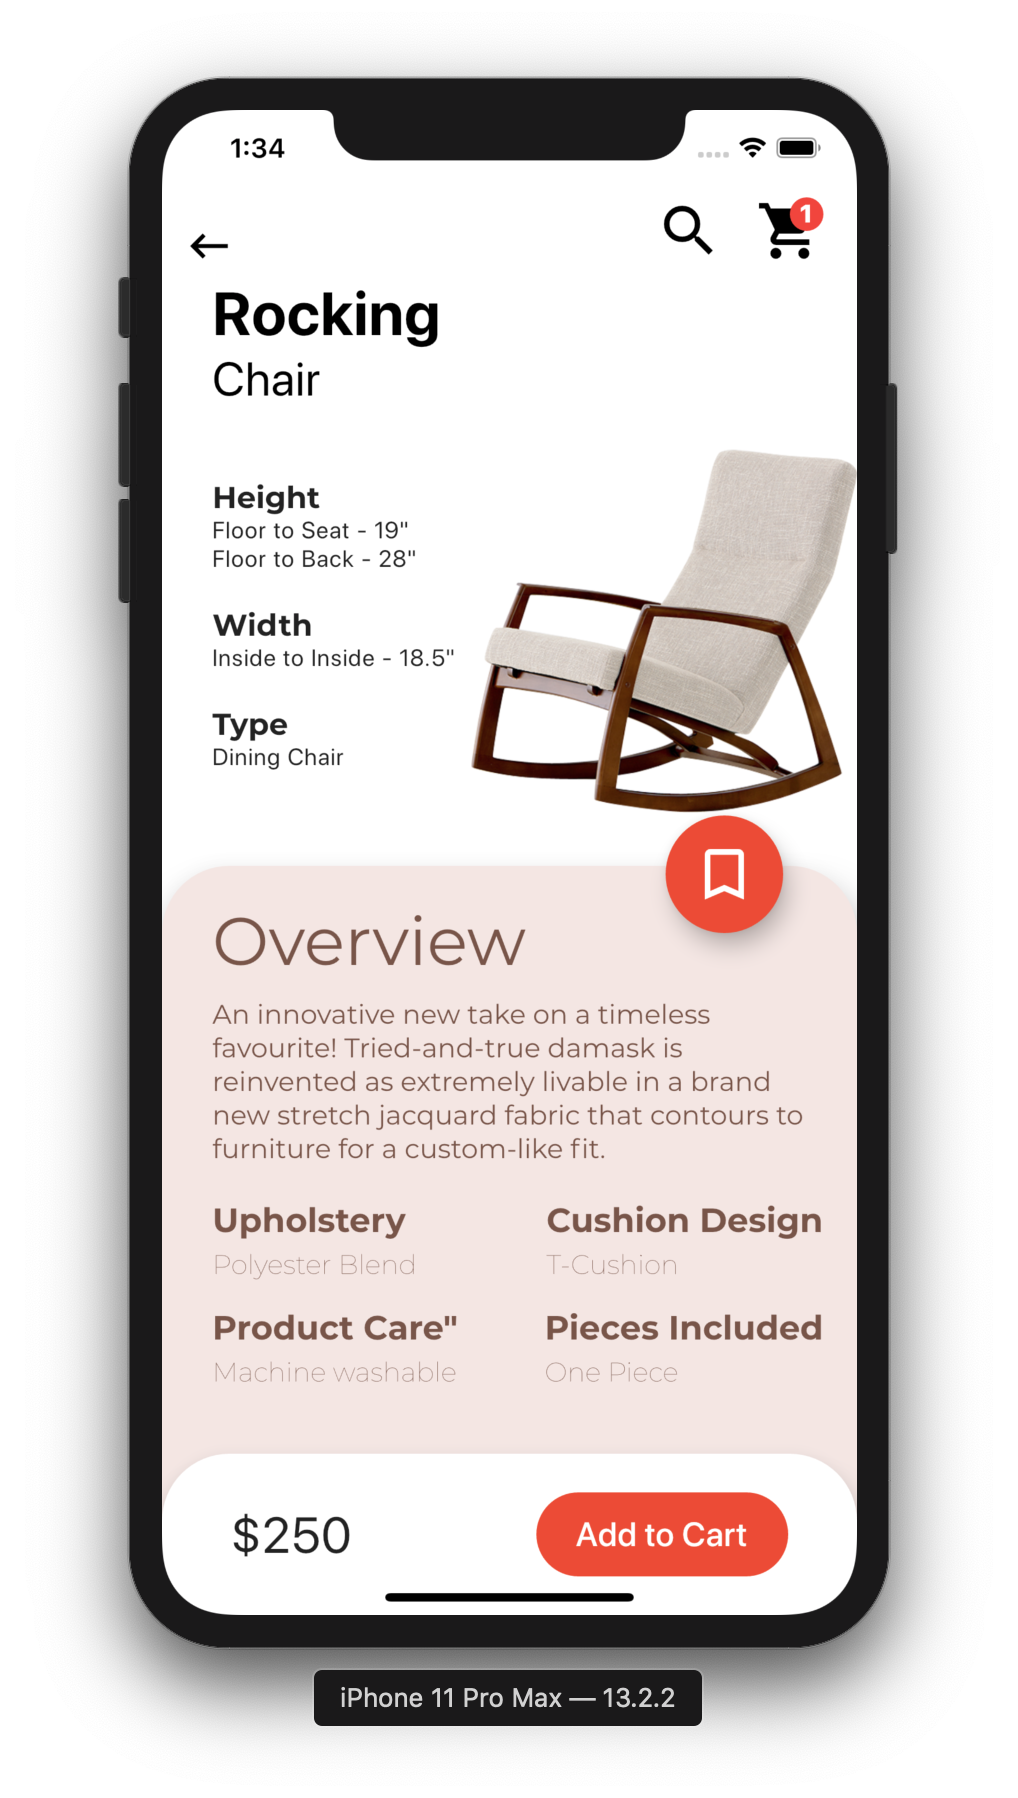 1:34
1
Rocking
Chair
Height
Floor to Seat - 19"
Floor to Back - 28"
Width
Inside to Inside - 18.5"
Type
Dining Chair
Overview
An innovative new take on a timeless
favourite! Tried-and-true damask is
reinvented as extremely livable in a brand
new stretch jacquard fabric that contours to
furniture for a custom-like fit.
Upholstery
Polyester Blend
Cushion Design
T-Cushion
Product Care"
Machine washable
Pieces Included
One Piece
$250
Add to Cart
iPhone 11 Pro Max — 13.2.2